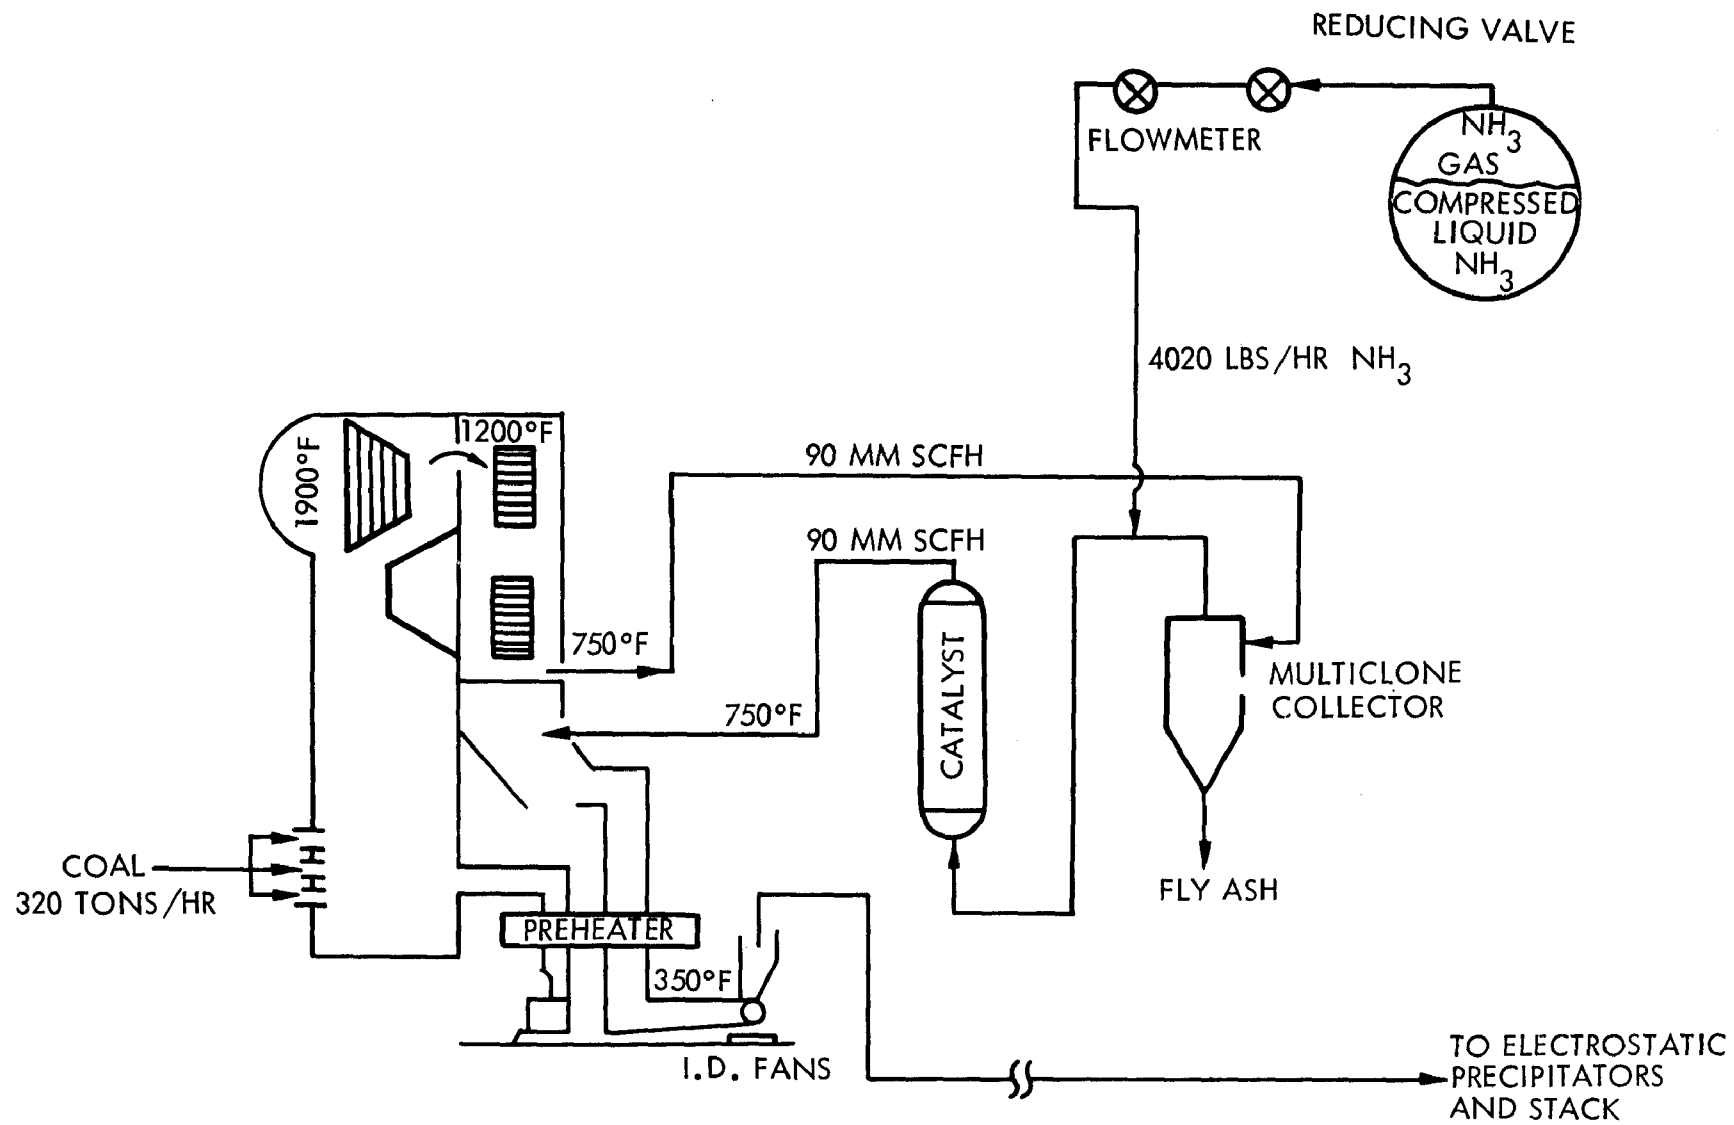 REDUCING VALVE
FLOWMETER
NH3
GAS
COMPRESSED
LIQUID
NH3
4020 LBS/HR NH3
1900°F
1200°F
90 MM SCFH
90 MM SCFH
750°F
750°F
CATALYST
MULTICLONE
COLLECTOR
COAL
320 TONS/HR
FLY ASH
PREHEATER
350°F
I.D. FANS
TO ELECTROSTATIC
PRECIPITATORS
AND STACK